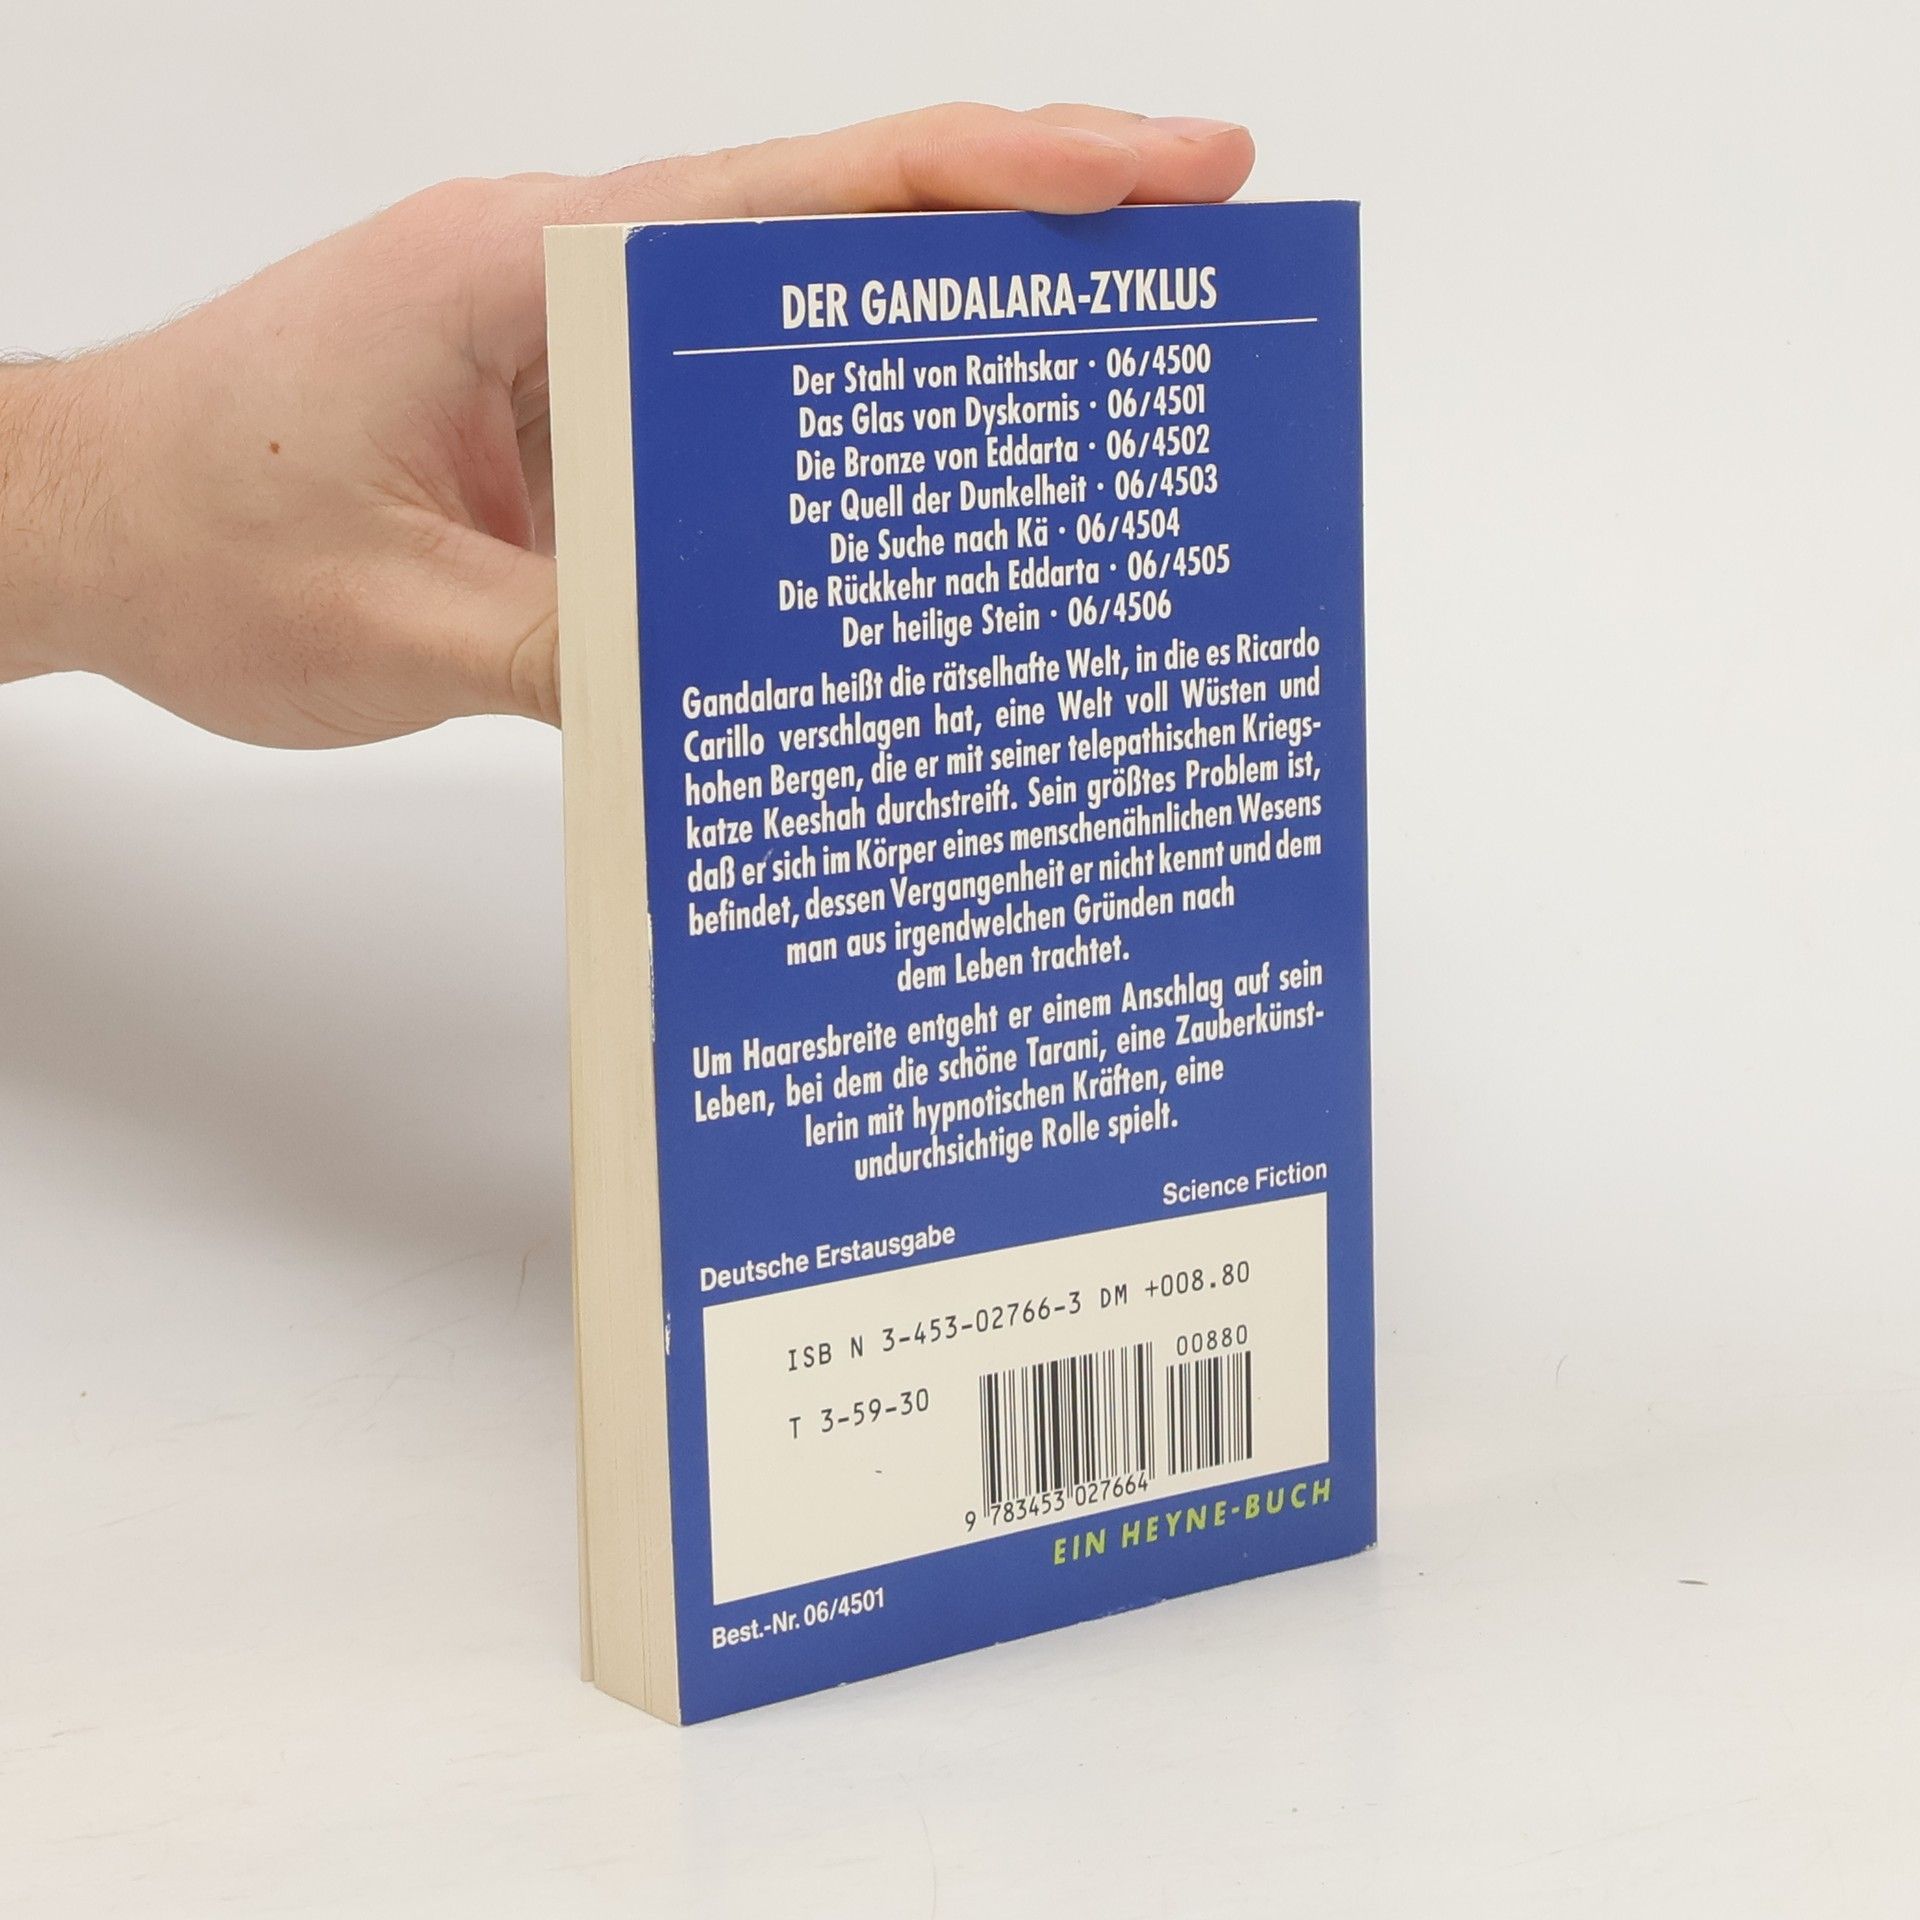 DER GANDALARA-ZYKLUS
Der Stahl von Raithskar · 06/4500
Das Glas von Dyskornis · 06/4501
Die Bronze von Eddarta · 06/4502
Der Quell der Dunkelheit · 06/4503
Die Suche nach Kä · 06/4504
Die Rückkehr nach Eddarta · 06/4505
Der heilige Stein · 06/4506
Gandalara heißt die rätselhafte Welt, in die es Ricardo
Carillo verschlagen hat, eine Welt voll Wüsten und
hohen Bergen, die er mit seiner telepathischen Kriegs-
katze Keeshah durchstreift. Sein größtes Problem ist,
daß er sich im Körper eines menschenähnlichen Wesens
befindet, dessen Vergangenheit er nicht kennt und dem
man aus irgendwelchen Gründen nach
dem Leben trachtet.
Um Haaresbreite entgeht er einem Anschlag auf sein
Leben, bei dem die schöne Tarani, eine Zauberkünst-
lerin mit hypnotischen Kräften, eine
undurchsichtige Rolle spielt.
Science Fiction
Deutsche Erstausgabe
ISB N 3-453-02766-3 DM +008.80
00880
T 3-59-30
9 783453 027664
EIN HEYNE-BUCH
Best.-Nr. 06/4501